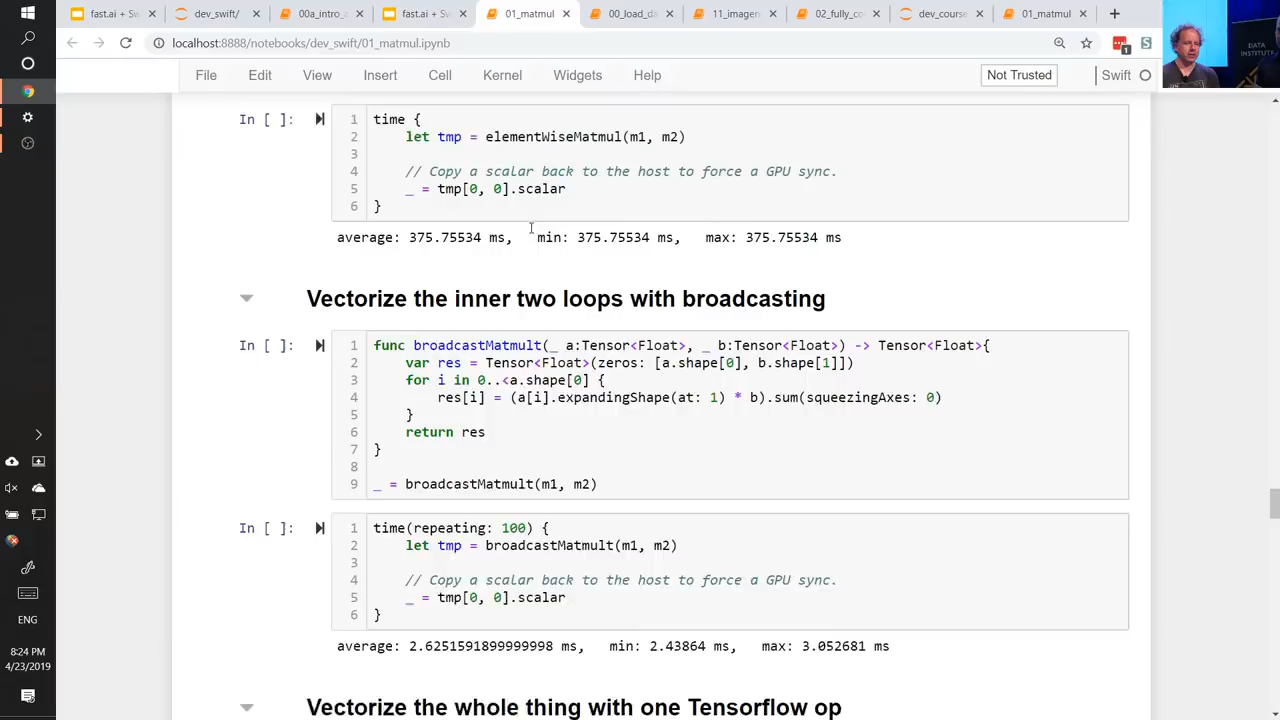 fast.ai + Sw
dev_swift/
00a_intro_a
fast.ai + Sw
01_matmul
00_load_da
11_imagen
02_fully_co
dev_course
01_matmul
localhost:8888/notebooks/dev_swift/01_matmul.ipynb
1
File Edit View Insert Cell Kernel Widgets Help Not Trusted Swift
DATA
INSTITUTE
In [ ]:
1 time {
2 let tmp = elementWiseMatmul(m1, m2)
3
4 // Copy a scalar back to the host to force a GPU sync.
5 _ = tmp[0, 0].scalar
6 }
average: 375.75534 ms, min: 375.75534 ms, max: 375.75534 ms
Vectorize the inner two loops with broadcasting
In [ ]:
1 func broadcastMatmult(_ a:Tensor<Float>, _ b:Tensor<Float>) -> Tensor<Float>{
2 var res = Tensor<Float>(zeros: [a.shape[0], b.shape[1]])
3 for i in 0..<a.shape[0] {
4 res[i] = (a[i].expandingShape(at: 1) * b).sum(squeezingAxes: 0)
5 }
6 return res
7 }
8
9 _ = broadcastMatmult(m1, m2)
In [ ]:
1 time(repeating: 100) {
2 let tmp = broadcastMatmult(m1, m2)
3
4 // Copy a scalar back to the host to force a GPU sync.
5 _ = tmp[0, 0].scalar
6 }
average: 2.6251591899999998 ms, min: 2.43864 ms, max: 3.052681 ms
Vectorize the whole thing with one Tensorflow op
ENG
8:24 PM
4/23/2019